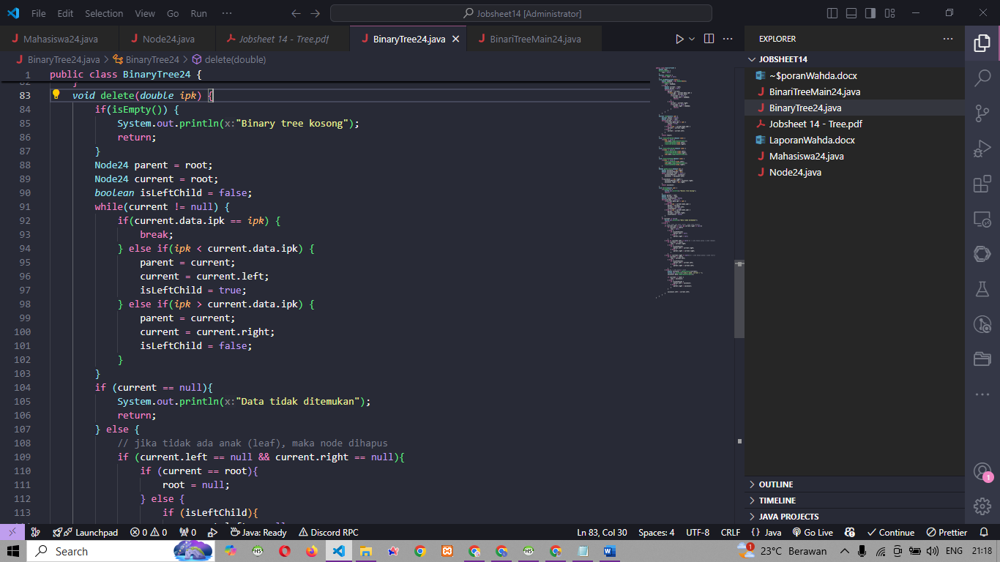 File Edit Selection View Go Run ··· Jobsheet14 [Administrator]
Mahasiswa24.java Node24.java Jobsheet 14 - Tree.pdf BinaryTree24.java BinariTreeMain24.java
BinaryTree24.java > BinaryTree24 > delete(double)
1 public class BinaryTree24 {
82 }
83 void delete(double ipk) {
84 if(isEmpty()) {
85 System.out.println(x:"Binary tree kosong");
86 return;
87 }
88 Node24 parent = root;
89 Node24 current = root;
90 boolean isLeftChild = false;
91 while(current != null) {
92 if(current.data.ipk == ipk) {
93 break;
94 } else if(ipk < current.data.ipk) {
95 parent = current;
96 current = current.left;
97 isLeftChild = true;
98 } else if(ipk > current.data.ipk) {
99 parent = current;
100 current = current.right;
101 isLeftChild = false;
102 }
103 }
104 if (current == null){
105 System.out.println(x:"Data tidak ditemukan");
106 return;
107 } else {
108 // jika tidak ada anak (leaf), maka node dihapus
109 if (current.left == null && current.right == null){
110 if (current == root){
111 root = null;
112 } else {
113 if (isLeftChild){
EXPLORER
JOBSHEET14
~$poranWahda.docx
BinariTreeMain24.java
BinaryTree24.java
Jobsheet 14 - Tree.pdf
LaporanWahda.docx
Mahasiswa24.java
Node24.java
OUTLINE
TIMELINE
JAVA PROJECTS
1
Launchpad 0 0 0 Java: Ready Discord RPC Ln 83, Col 30 Spaces: 4 UTF-8 CRLF {} Java Go Live Continue Prettier
Search 1 23°C Berawan ENG 21:18